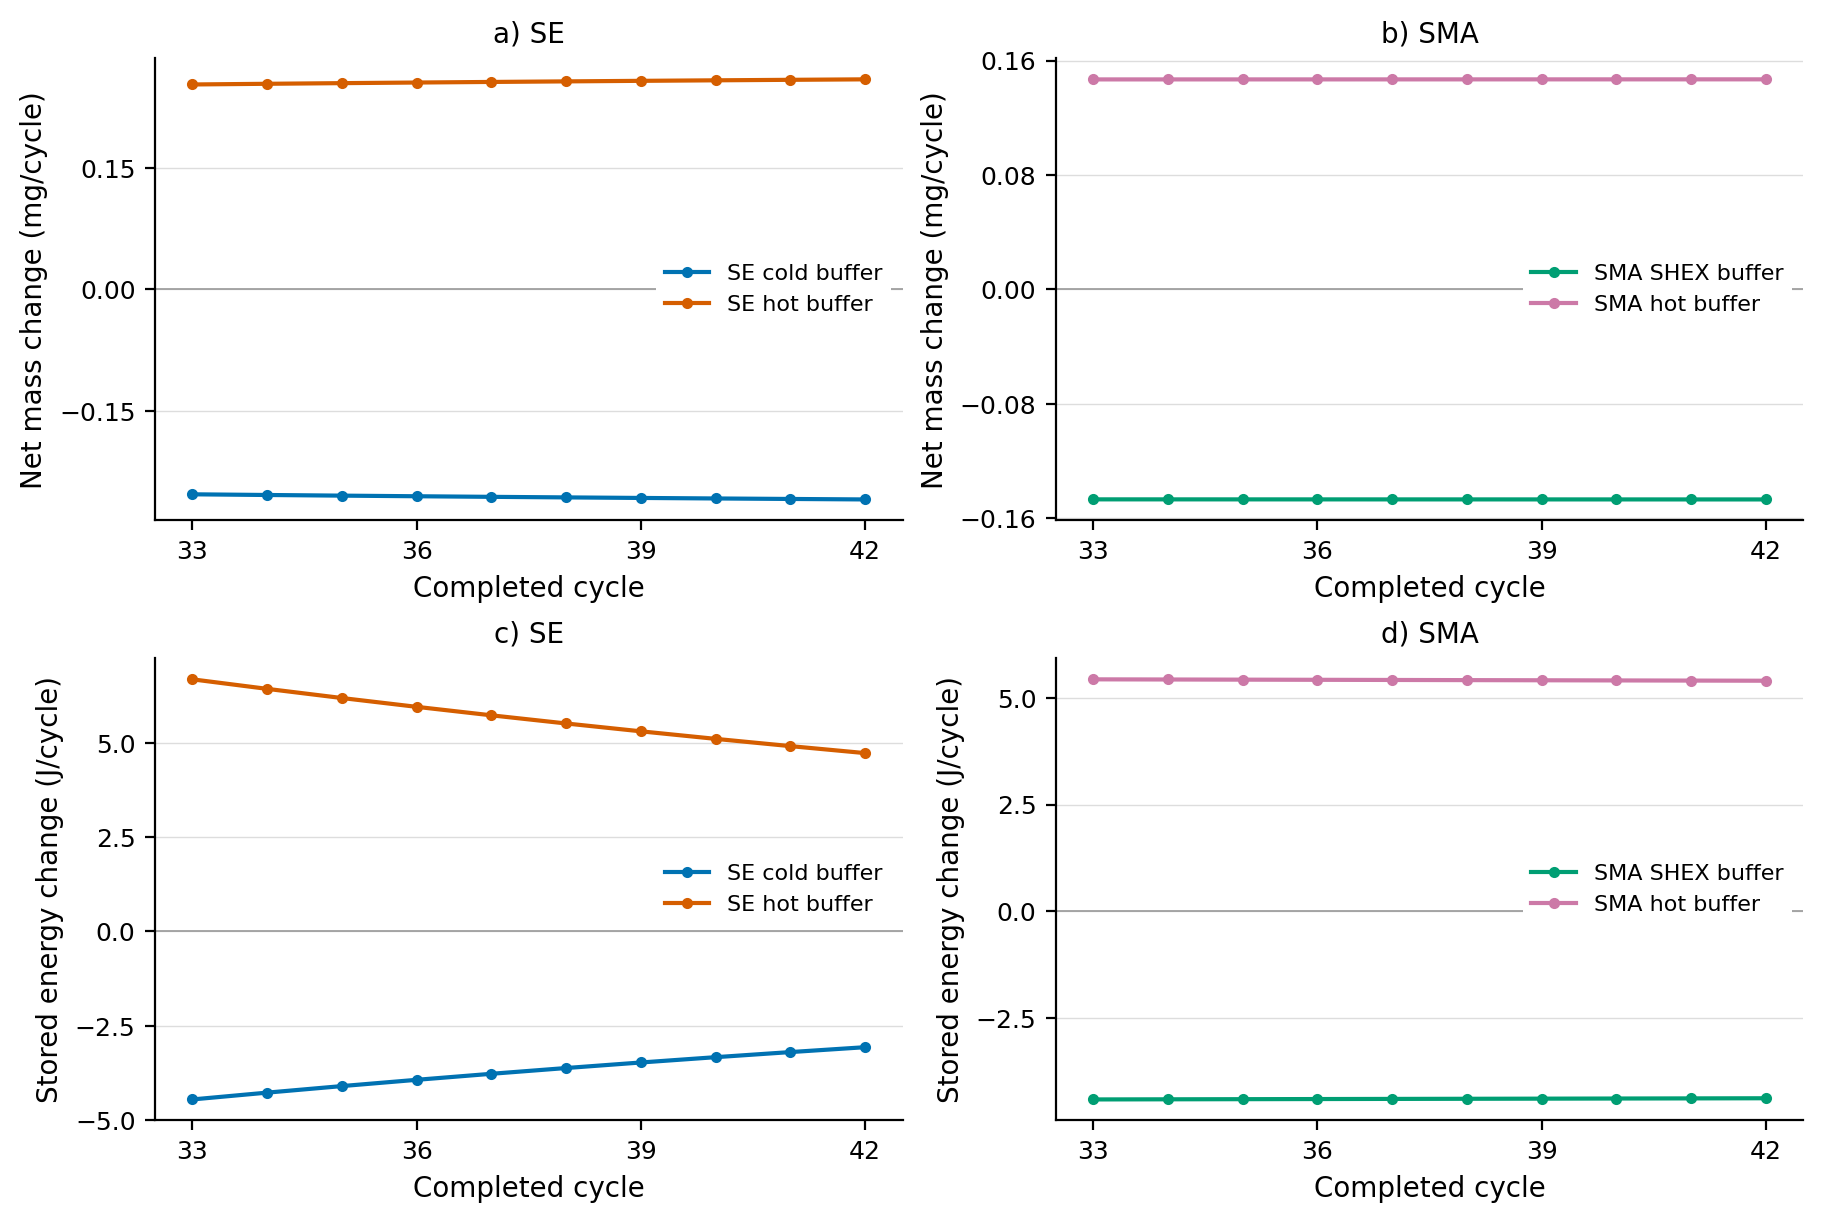 a) SE
Net mass change (mg/cycle)
0.15
0.00
−0.15
SE cold buffer
SE hot buffer
33
36
39
42
Completed cycle
b) SMA
Net mass change (mg/cycle)
0.16
0.08
0.00
−0.08
−0.16
SMA SHEX buffer
SMA hot buffer
33
36
39
42
Completed cycle
c) SE
Stored energy change (J/cycle)
5.0
2.5
0.0
−2.5
−5.0
SE cold buffer
SE hot buffer
33
36
39
42
Completed cycle
d) SMA
Stored energy change (J/cycle)
5.0
2.5
0.0
−2.5
SMA SHEX buffer
SMA hot buffer
33
36
39
42
Completed cycle